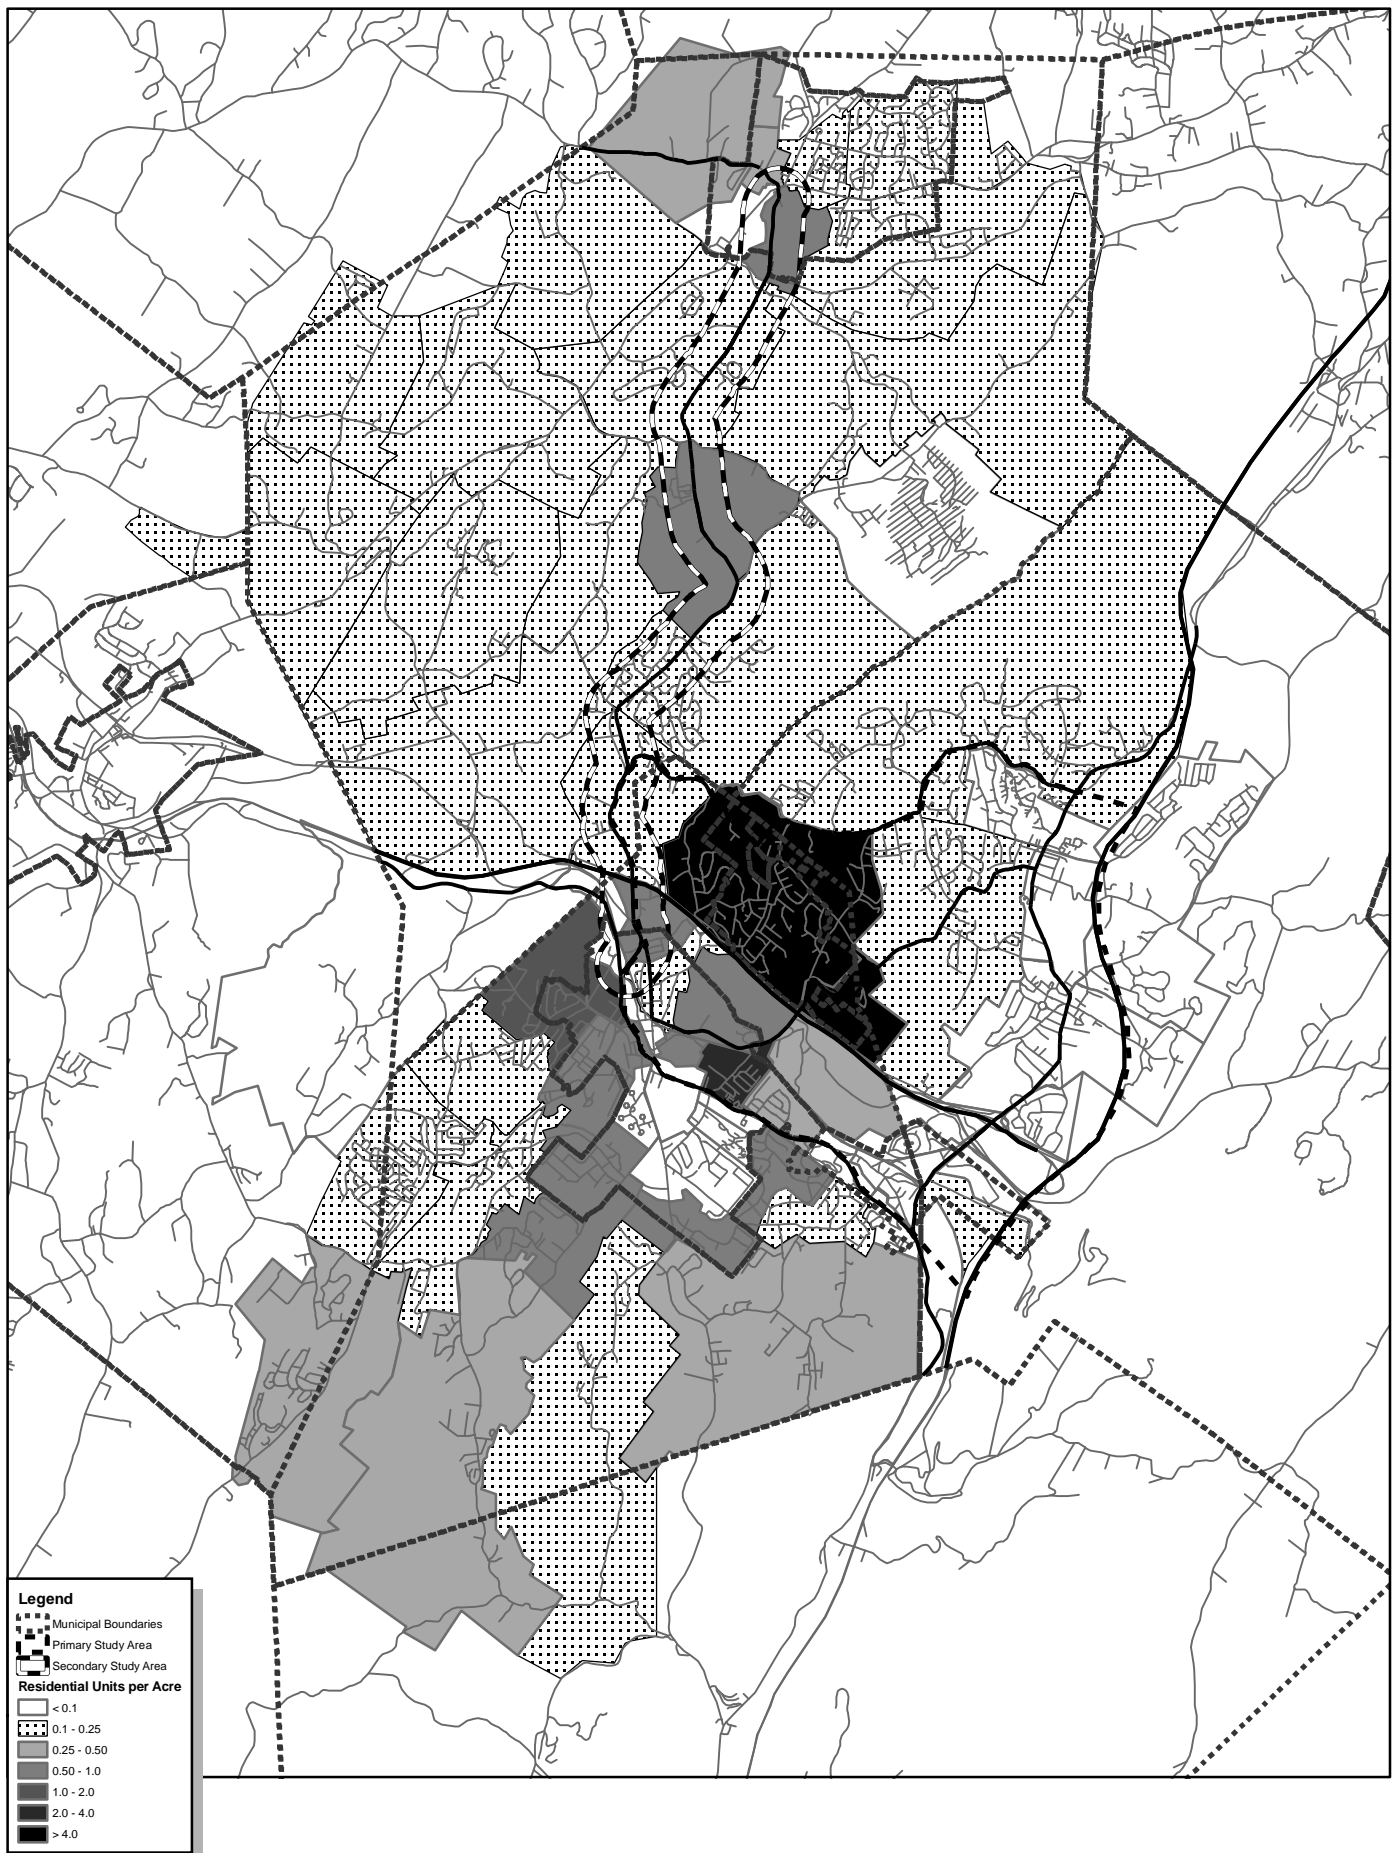 Legend
Municipal Boundaries
Primary Study Area
Secondary Study Area
Residential Units per Acre
< 0.1
0.1 - 0.25
0.25 - 0.50
0.50 - 1.0
1.0 - 2.0
2.0 - 4.0
> 4.0